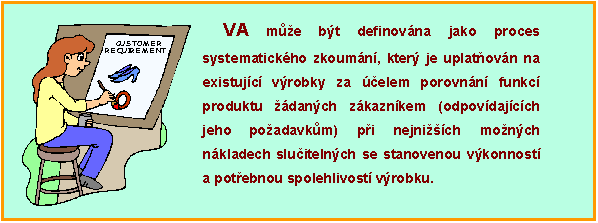 CUSTOMER
REQUIREMENT
VA může být definována jako proces
systematického zkoumání, který je uplatňován na
existující výrobky za účelem porovnání funkcí
produktu žádaných zákazníkem (odpovídajících
jeho požadavkům) při nejnižších možných
nákladech slučitelných se stanovenou výkonností
a potřebnou spolehlivostí výrobku.